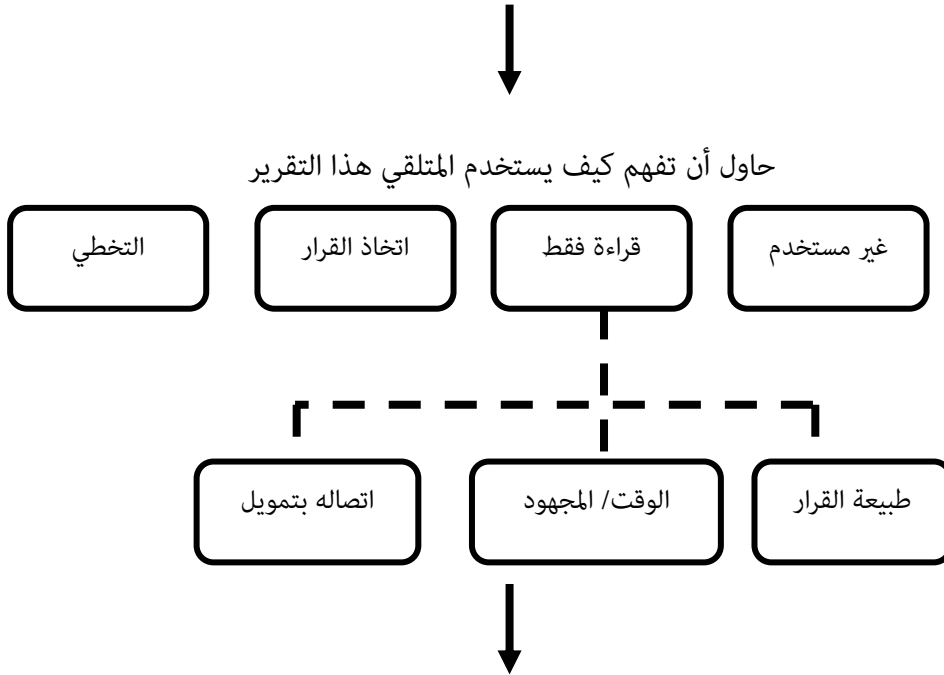 حاول أن تفهم كيف يستخدم المتلقي هذا التقرير
غير مستخدم
قراءة فقط
اتخاذ القرار
التخطي
طبيعة القرار
الوقت/ المجهود
اتصاله بتمويل